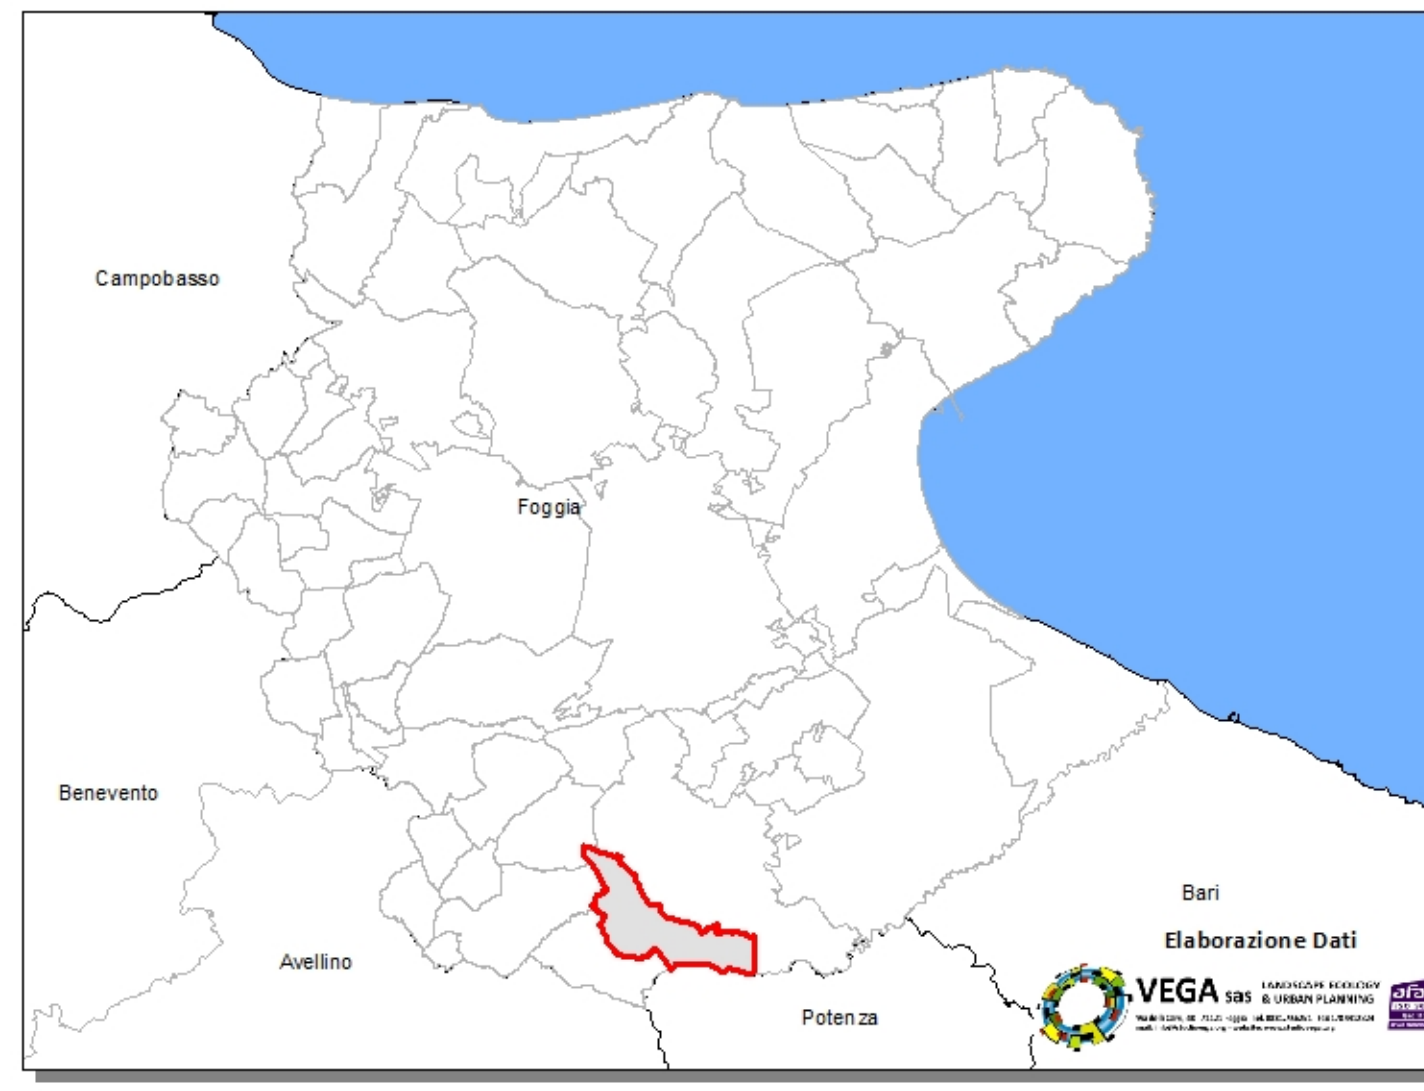 Campobasso
Foggia
Benevento
Bari
Elaborazione Dati
Avellino
VEGA sas
LANDSCAPE ECOLOGY
& URBAN PLANNING
Potenza